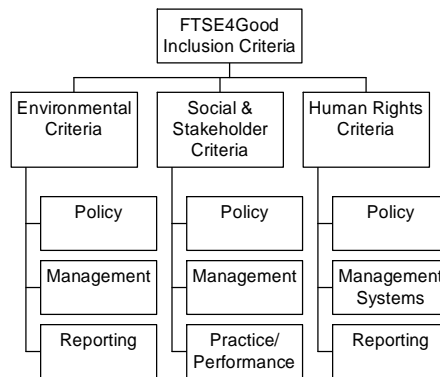 FTSE4Good
Inclusion Criteria
Environmental
Criteria
Social &
Stakeholder
Criteria
Human Rights
Criteria
Policy
Policy
Policy
Management
Management
Management
Systems
Reporting
Practice/
Performance
Reporting